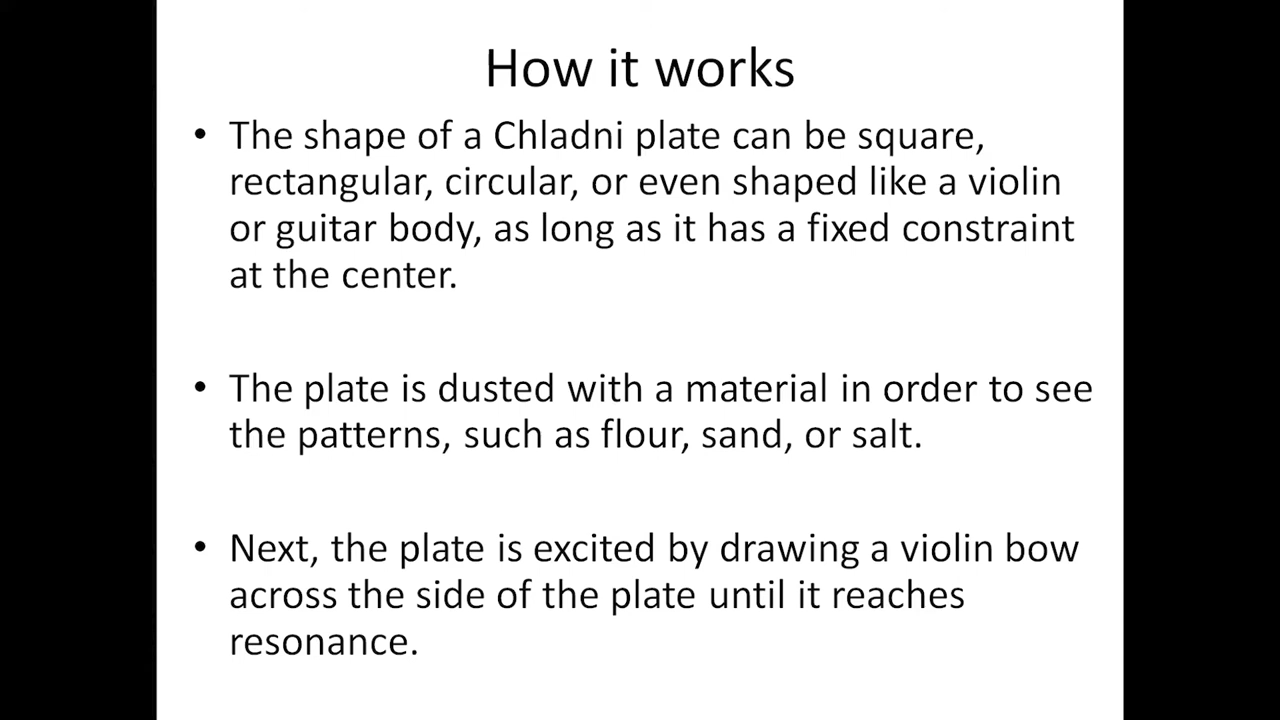 How it works
• The shape of a Chladni plate can be square,
rectangular, circular, or even shaped like a violin
or guitar body, as long as it has a fixed constraint
at the center.
• The plate is dusted with a material in order to see
the patterns, such as flour, sand, or salt.
• Next, the plate is excited by drawing a violin bow
across the side of the plate until it reaches
resonance.